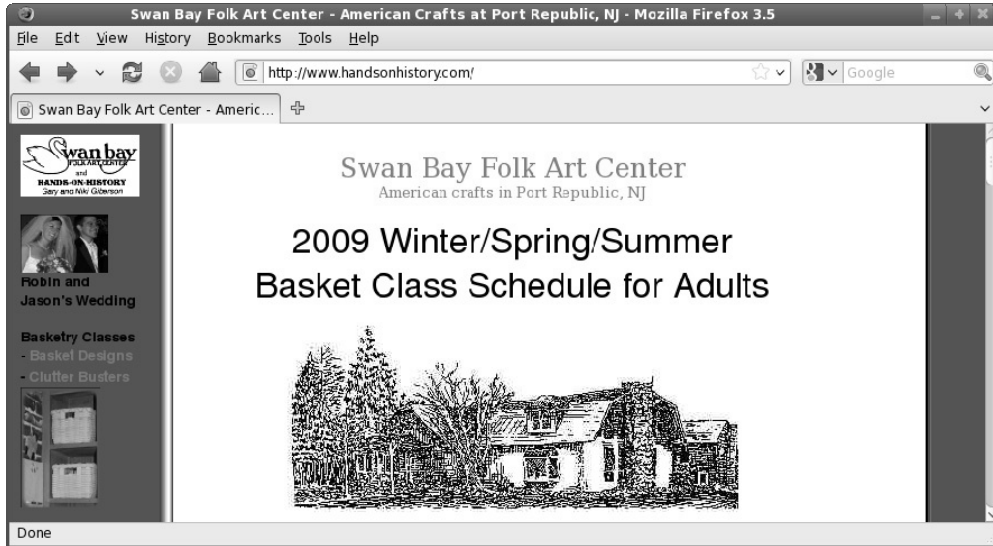 Swan Bay Folk Art Center - American Crafts at Port Republic, NJ - Mozilla Firefox 3.5
File Edit View History Bookmarks Tools Help
http://www.handsonhistory.com/
Google
Swan Bay Folk Art Center - Americ...
Swan bay
FOLK ART CENTER
and
HANDS-ON-HISTORY
Gary and Niki Giberson
Robin and
Jason's Wedding
Basketry Classes
- Basket Designs
- Clutter Busters
Swan Bay Folk Art Center
American crafts in Port Republic, NJ
2009 Winter/Spring/Summer
Basket Class Schedule for Adults
Done